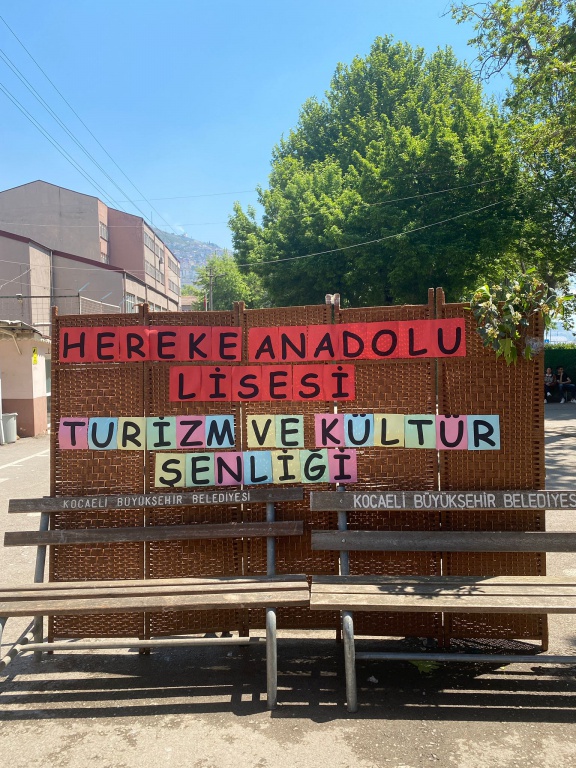 HEREKE ANADOLU
LİSESİ
TURİZM VE KÜLTÜR
ŞENLİĞİ
KOCAELİ BÜYÜKŞEHİR BELEDİYESİ
KOCAELİ BÜYÜKŞEHİR BELEDİYES